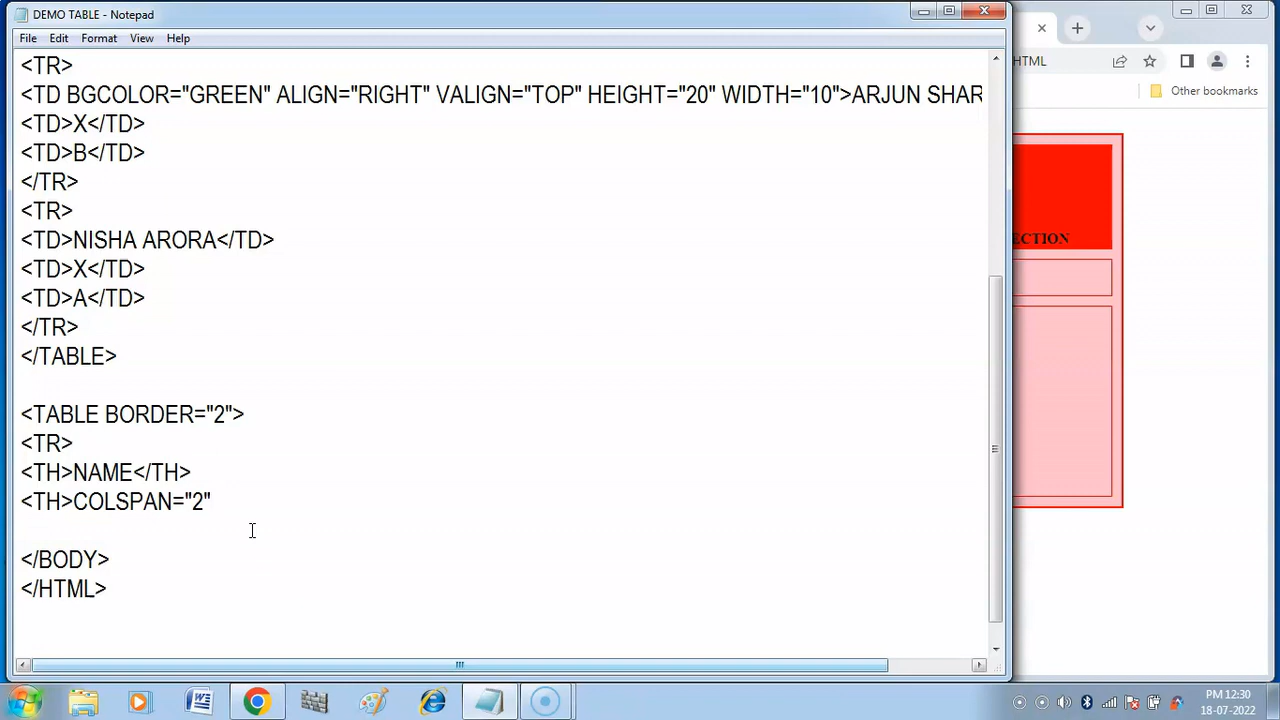 DEMO TABLE - Notepad
File Edit Format View Help
<TR>
<TD BGCOLOR="GREEN" ALIGN="RIGHT" VALIGN="TOP" HEIGHT="20" WIDTH="10">ARJUN SHAR
<TD>X</TD>
<TD>B</TD>
</TR>
<TR>
<TD>NISHA ARORA</TD>
<TD>X</TD>
<TD>A</TD>
</TR>
</TABLE>
<TABLE BORDER="2">
<TR>
<TH>NAME</TH>
<TH>COLSPAN="2"
</BODY>
</HTML>
HTML
Other bookmarks
ECTION
PM 12:30
18-07-2022